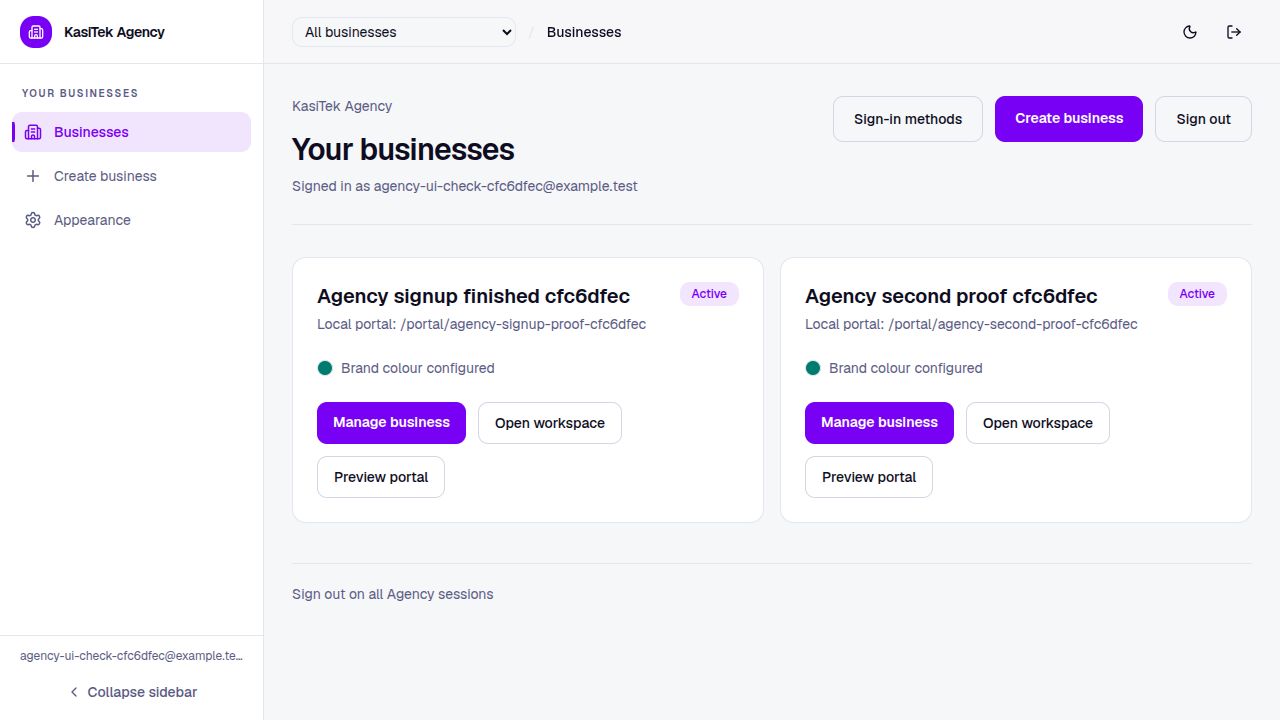 KasiTek Agency
All businesses
/
Businesses
YOUR BUSINESSES
Businesses
Create business
Appearance
KasiTek Agency
Your businesses
Signed in as agency-ui-check-cfc6dfec@example.test
Sign-in methods
Create business
Sign out
Agency signup finished cfc6dfec
Active
Local portal: /portal/agency-signup-proof-cfc6dfec
Brand colour configured
Manage business
Open workspace
Preview portal
Agency second proof cfc6dfec
Active
Local portal: /portal/agency-second-proof-cfc6dfec
Brand colour configured
Manage business
Open workspace
Preview portal
Sign out on all Agency sessions
agency-ui-check-cfc6dfec@example.te...
Collapse sidebar